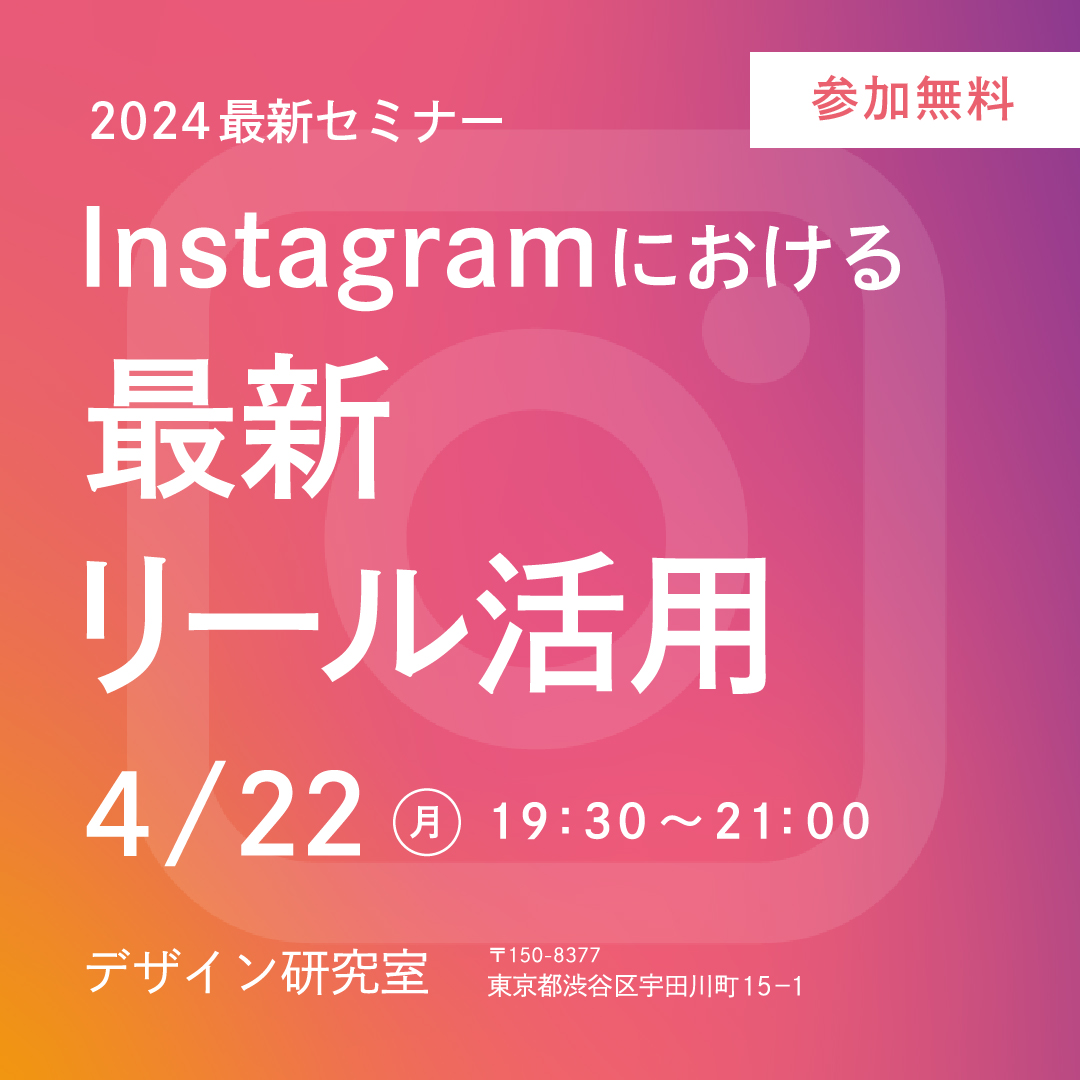 2024最新セミナー
参加無料
Instagramにおける
最新
リール活用
4/22 月 19:30〜21:00
デザイン研究室
〒150-8377
東京都渋谷区宇田川町15−1